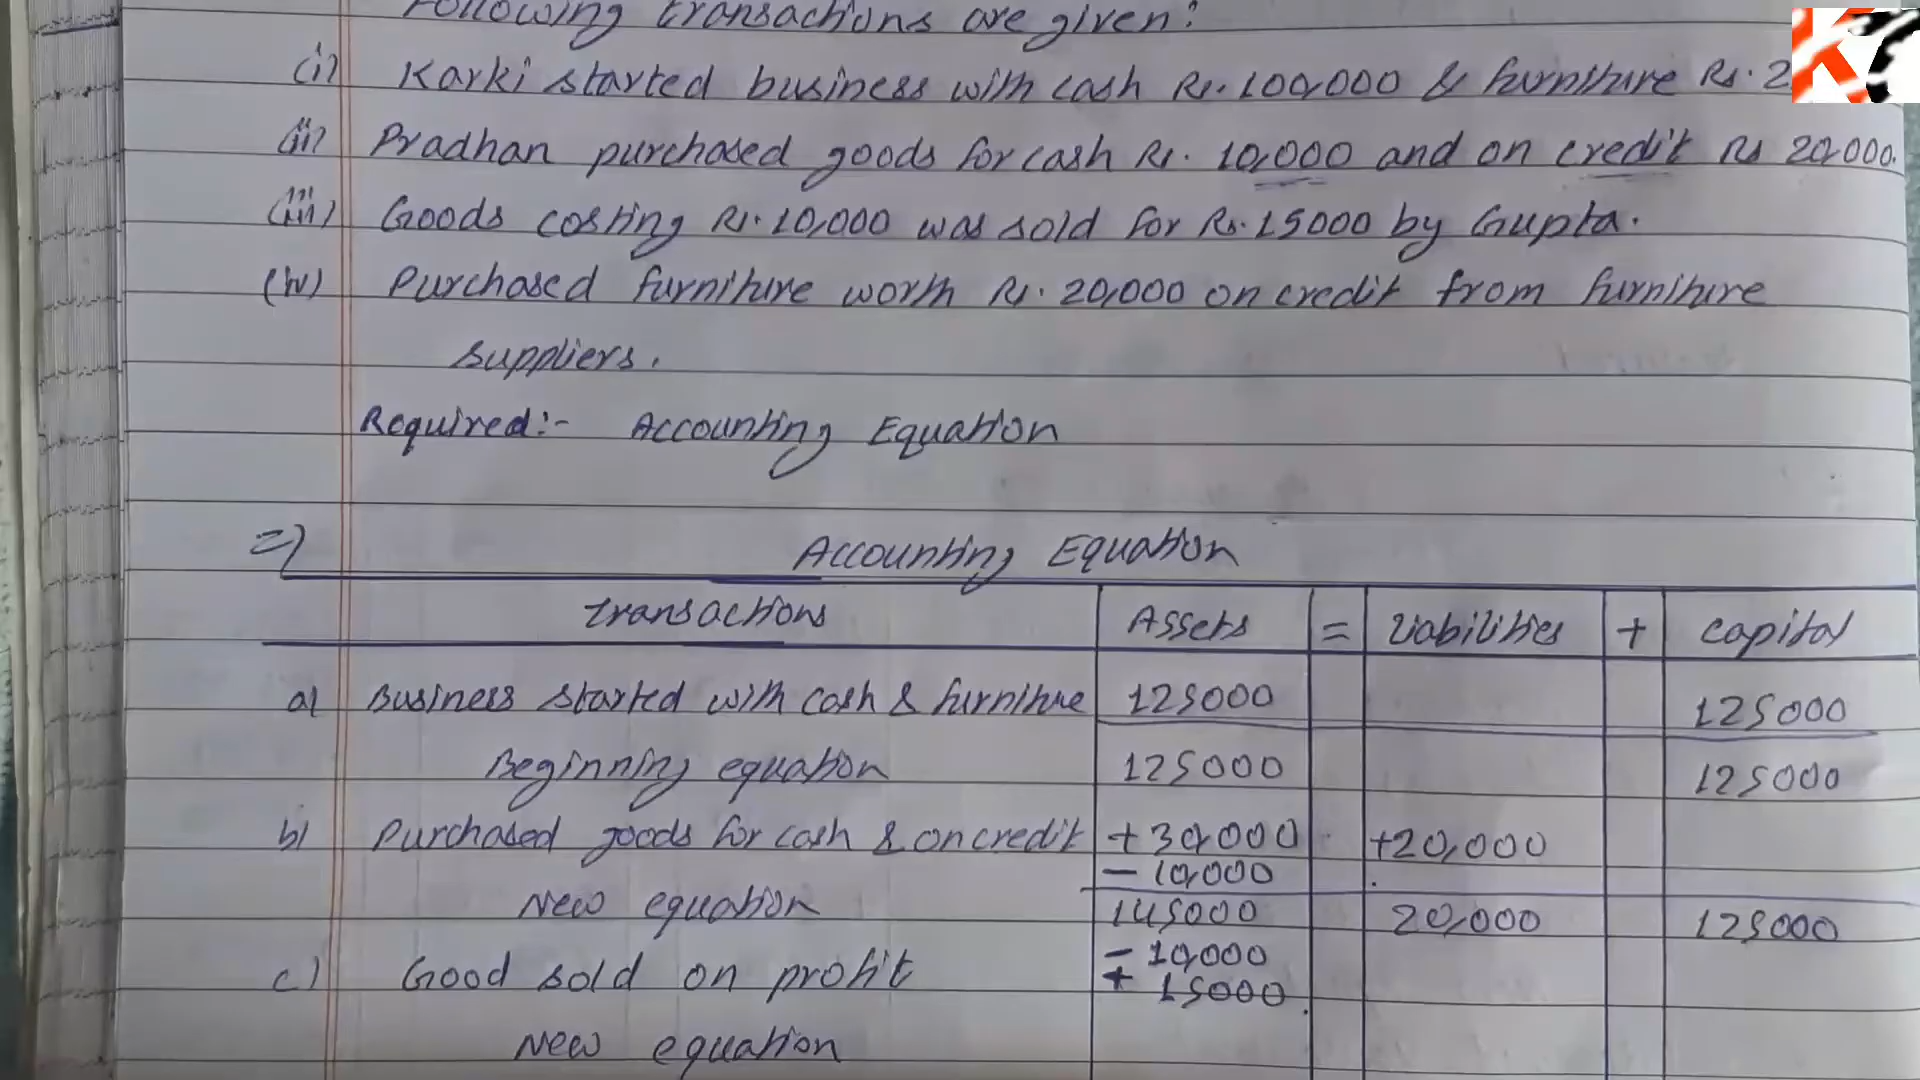 Following transactions are given:
(i) Karki started business with cash Rs. 100,000 & furniture Rs. 2
(ii) Pradhan purchased goods for cash Rs. 10,000 and on credit Rs 20,000.
(iii) Goods costing Rs. 10,000 was sold for Rs. 15000 by Gupta.
(iv) Purchased furniture worth Rs. 20,000 on credit from furniture
suppliers.
Required:- Accounting Equation
=) Accounting Equation
Transactions Assets = Liabilities + Capital
a) Business started with cash & furniture 125000 125000
Beginning equation 125000 125000
b) Purchased goods for cash & on credit +30,000 +20,000
- 10,000
New equation 145000 20,000 125000
c) Good sold on profit - 10,000
+ 15000
New equation